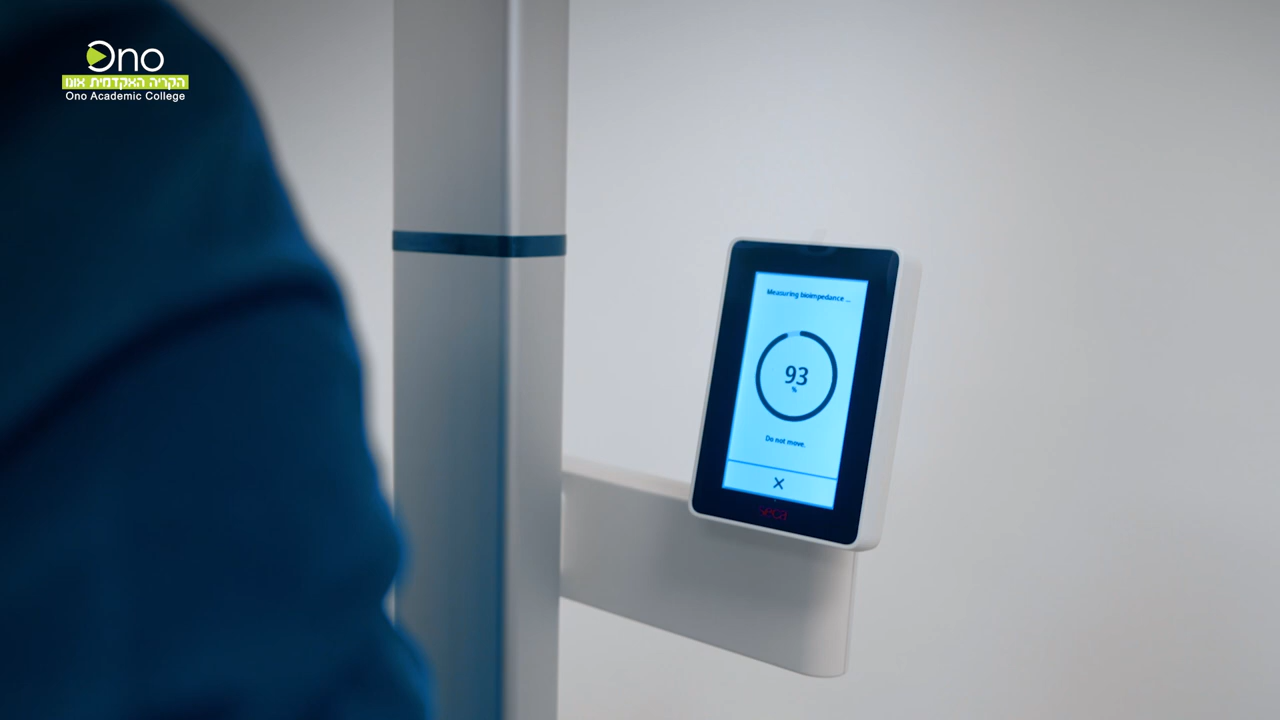 Ono
הקריה האקדמית אונו
Ono Academic College
Measuring bioimpedance ...
93
%
Do not move.
seca